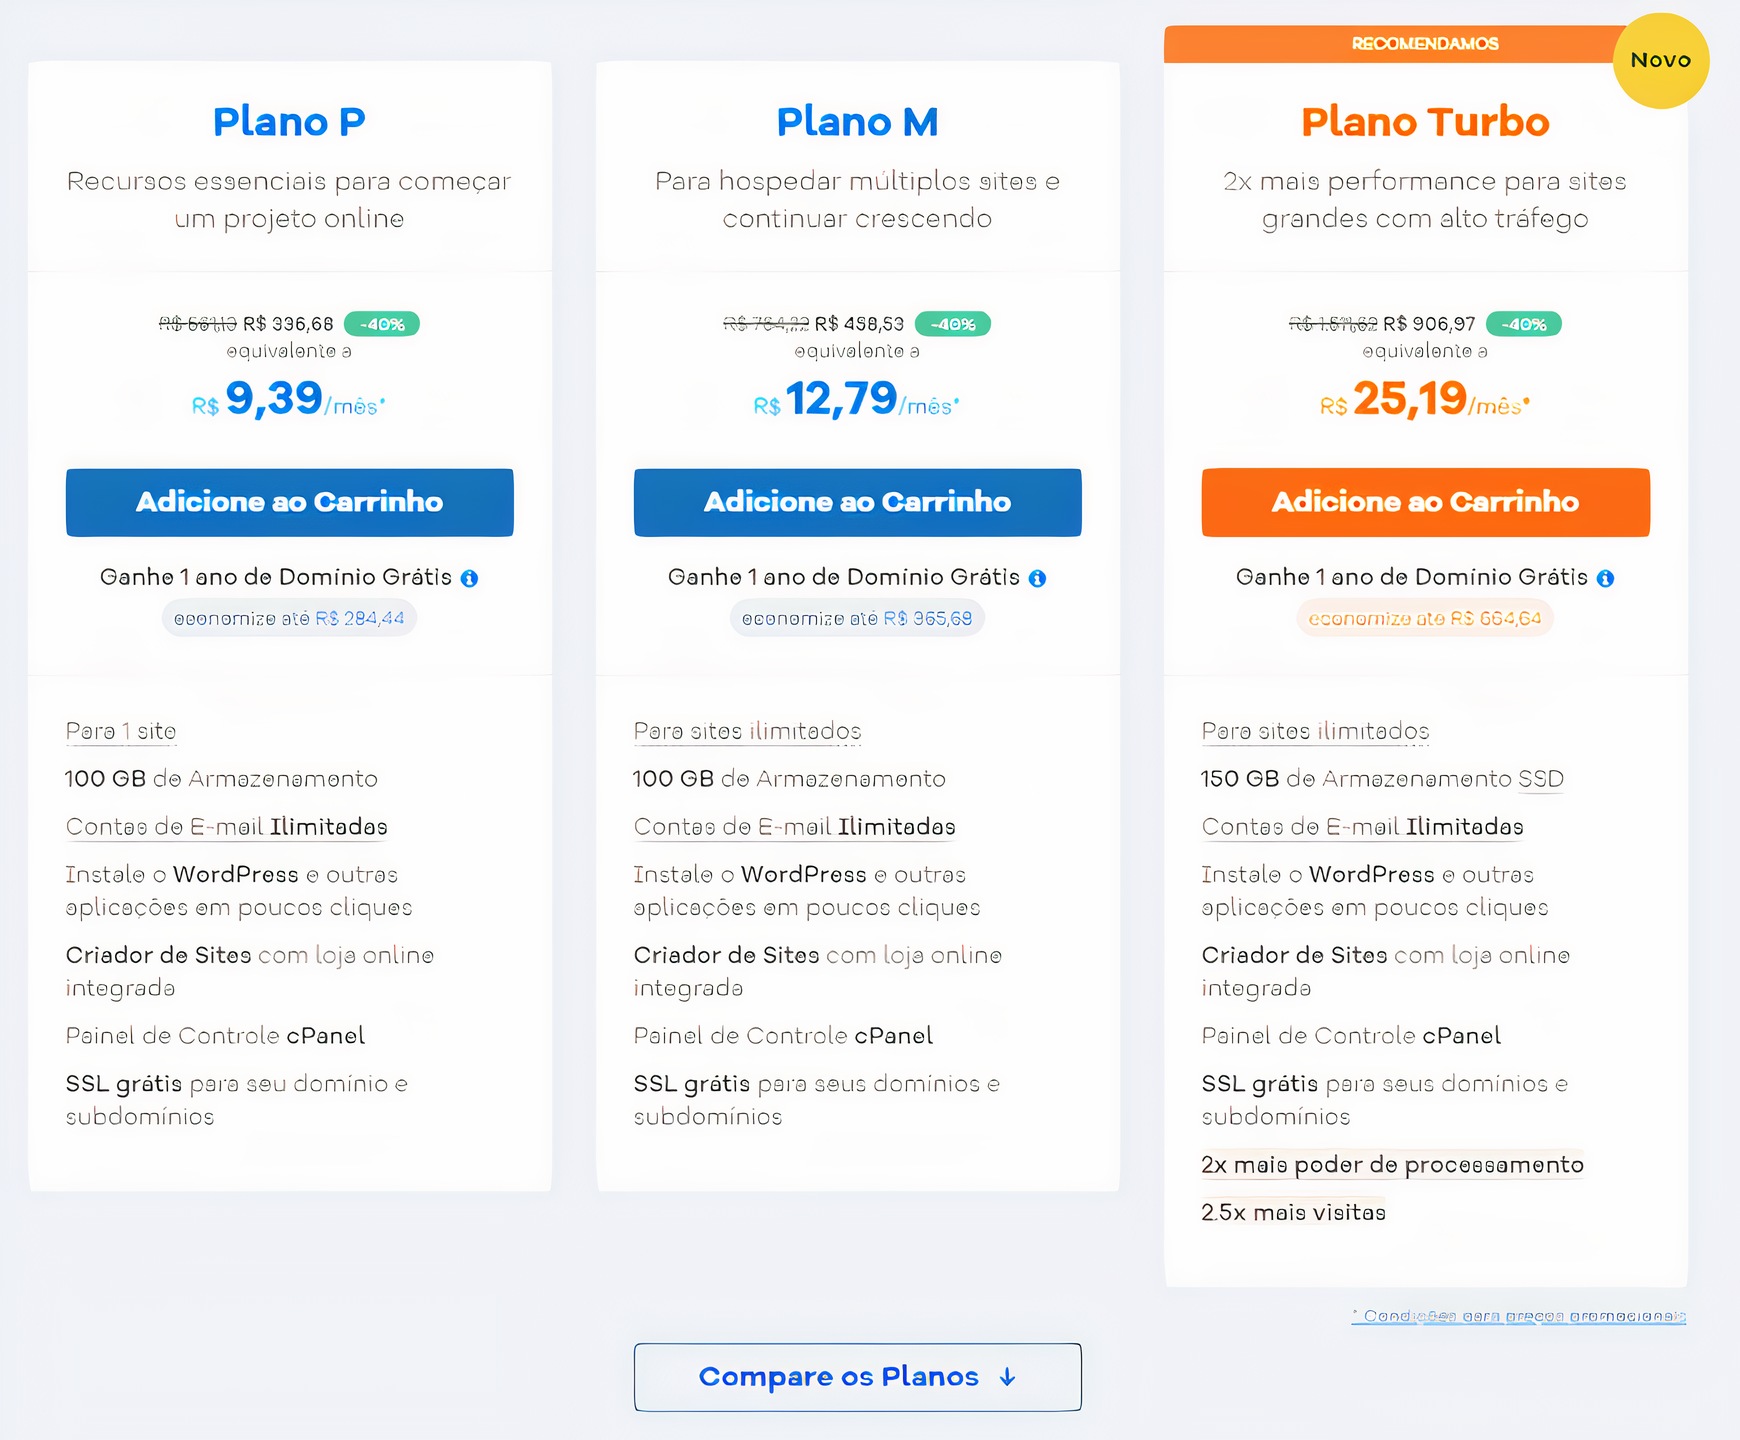 Plano P
Recursos essenciais para começar
um projeto online
R$ 336,68 -40%
equivalente a
R$ 9,39/mês*
Adicione ao Carrinho
Ganhe 1 ano de Domínio Grátis
economize até R$ 284,44
Para 1 site
100 GB de Armazenamento
Contas de E-mail Ilimitadas
Instale o WordPress e outras
aplicações em poucos cliques
Criador de Sites com loja online
integrada
Painel de Controle cPanel
SSL grátis para seu domínio e
subdomínios
Plano M
Para hospedar múltiplos sites e
continuar crescendo
R$ 458,53 -40%
equivalente a
R$ 12,79/mês*
Adicione ao Carrinho
Ganhe 1 ano de Domínio Grátis
economize até R$ 365,68
Para sites ilimitados
100 GB de Armazenamento
Contas de E-mail Ilimitadas
Instale o WordPress e outras
aplicações em poucos cliques
Criador de Sites com loja online
integrada
Painel de Controle cPanel
SSL grátis para seus domínios e
subdomínios
RECOMENDAMOS
Novo
Plano Turbo
2x mais performance para sites
grandes com alto tráfego
R$ 906,97 -40%
equivalente a
R$ 25,19/mês*
Adicione ao Carrinho
Ganhe 1 ano de Domínio Grátis
economize até R$ 664,64
Para sites ilimitados
150 GB de Armazenamento SSD
Contas de E-mail Ilimitadas
Instale o WordPress e outras
aplicações em poucos cliques
Criador de Sites com loja online
integrada
Painel de Controle cPanel
SSL grátis para seus domínios e
subdomínios
2x mais poder de processamento
2.5x mais visitas
* Condições para preços promocionais
Compare os Planos ↓